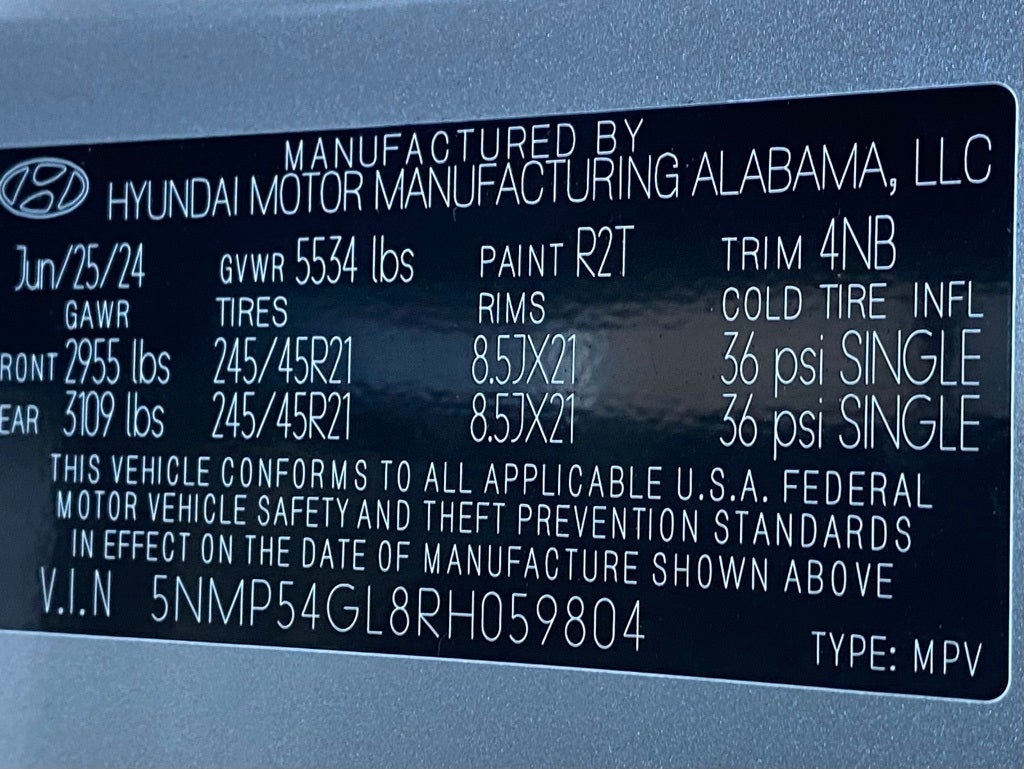 MANUFACTURED BY
HYUNDAI MOTOR MANUFACTURING ALABAMA, LLC
Jun/25/24 GVWR 5534 lbs PAINT R2T TRIM 4NB
GAWR TIRES RIMS COLD TIRE INFL
RONT 2955 lbs 245/45R21 8.5JX21 36 psi SINGLE
EAR 3109 lbs 245/45R21 8.5JX21 36 psi SINGLE
THIS VEHICLE CONFORMS TO ALL APPLICABLE U.S.A. FEDERAL
MOTOR VEHICLE SAFETY AND THEFT PREVENTION STANDARDS
IN EFFECT ON THE DATE OF MANUFACTURE SHOWN ABOVE
V.I.N 5NMP54GL8RH059804
TYPE: MPV